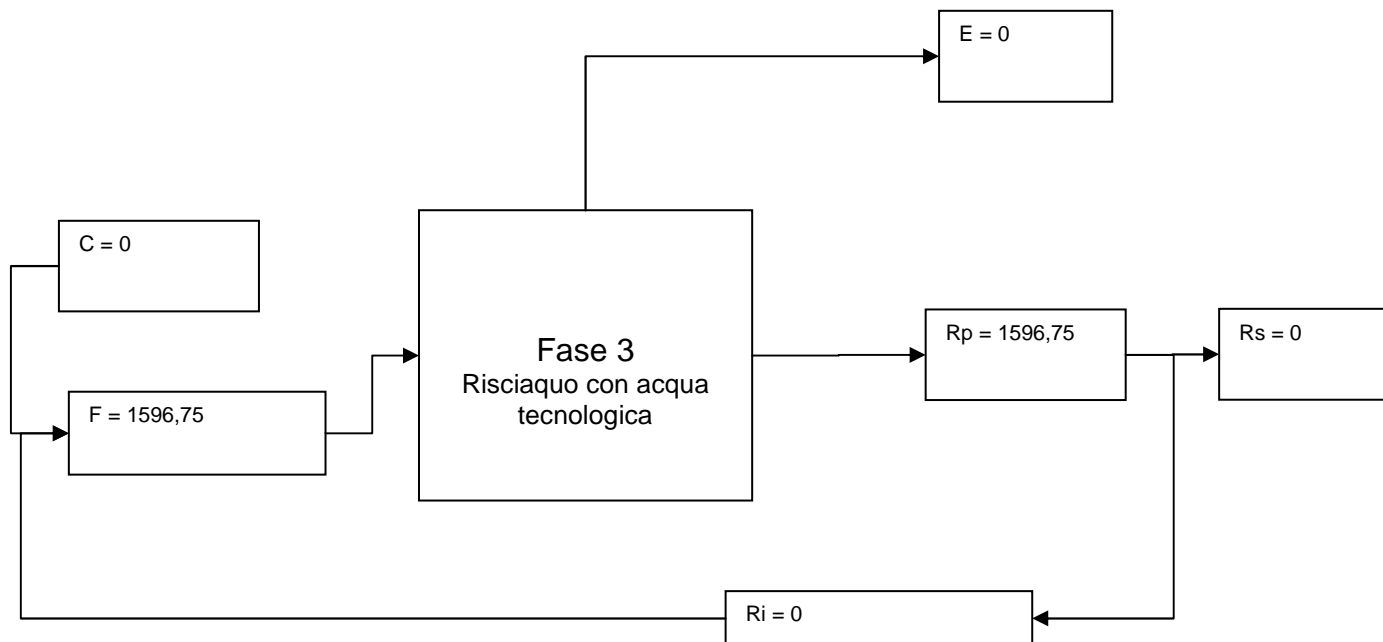 E = 0
C = 0
Fase 3
Risciaquo con acqua
tecnologica
Rp = 1596,75
Rs = 0
F = 1596,75
Ri = 0